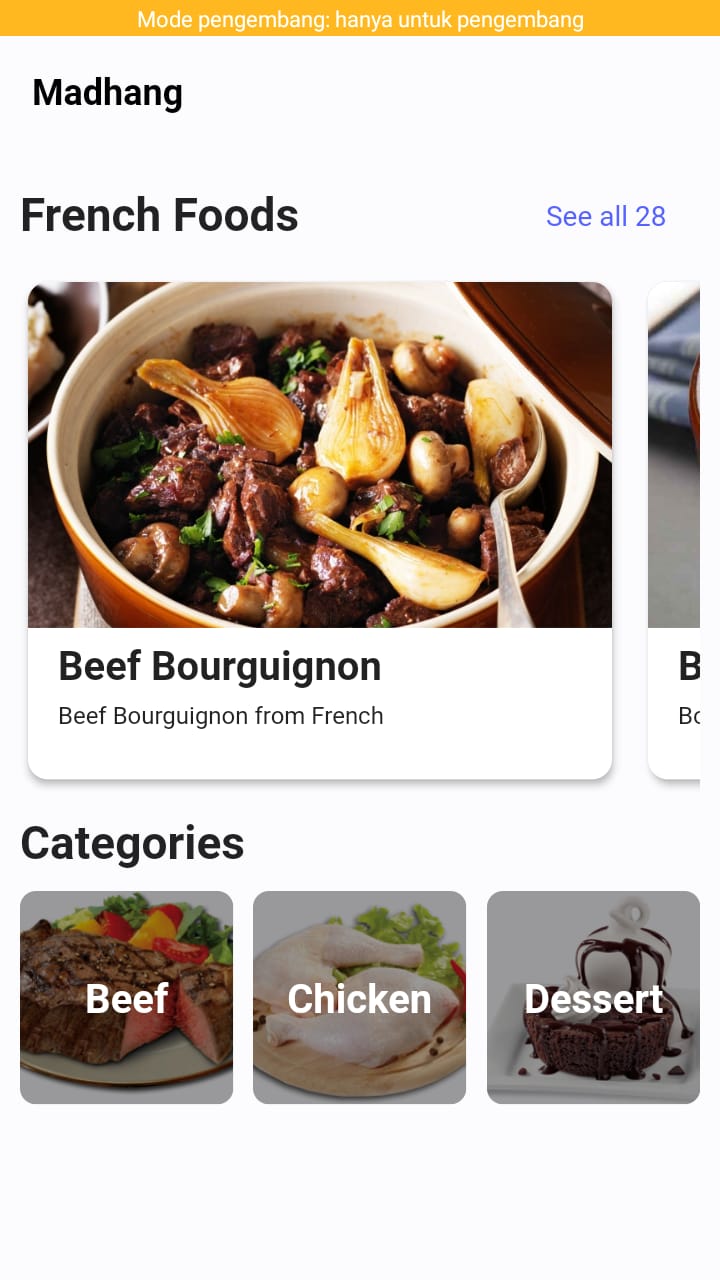 Mode pengembang: hanya untuk pengembang
Madhang
French Foods
See all 28
Beef Bourguignon
Beef Bourguignon from French
Categories
Beef
Chicken
Dessert